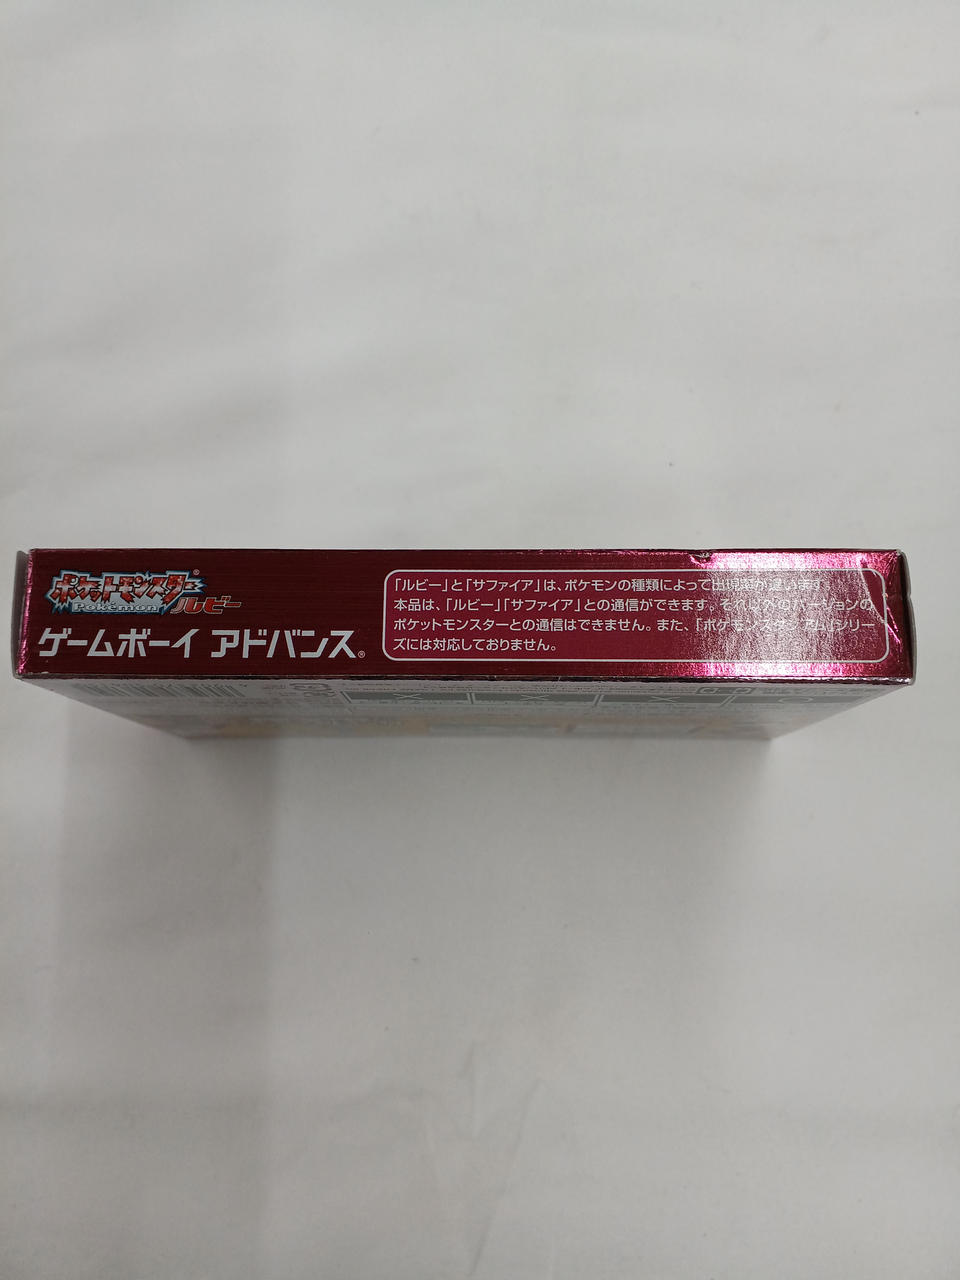 ポケットモンスター®
Pokémon
ルビー
ゲームボーイ アドバンス®
「ルビー」と「サファイア」は、ポケモンの種類によって出現率が違います。
本品は、「ルビー」「サファイア」との通信ができます。それ以外のバージョンの
ポケットモンスターとの通信はできません。また、「ポケモンスタジアム」シリー
ズには対応しておりません。